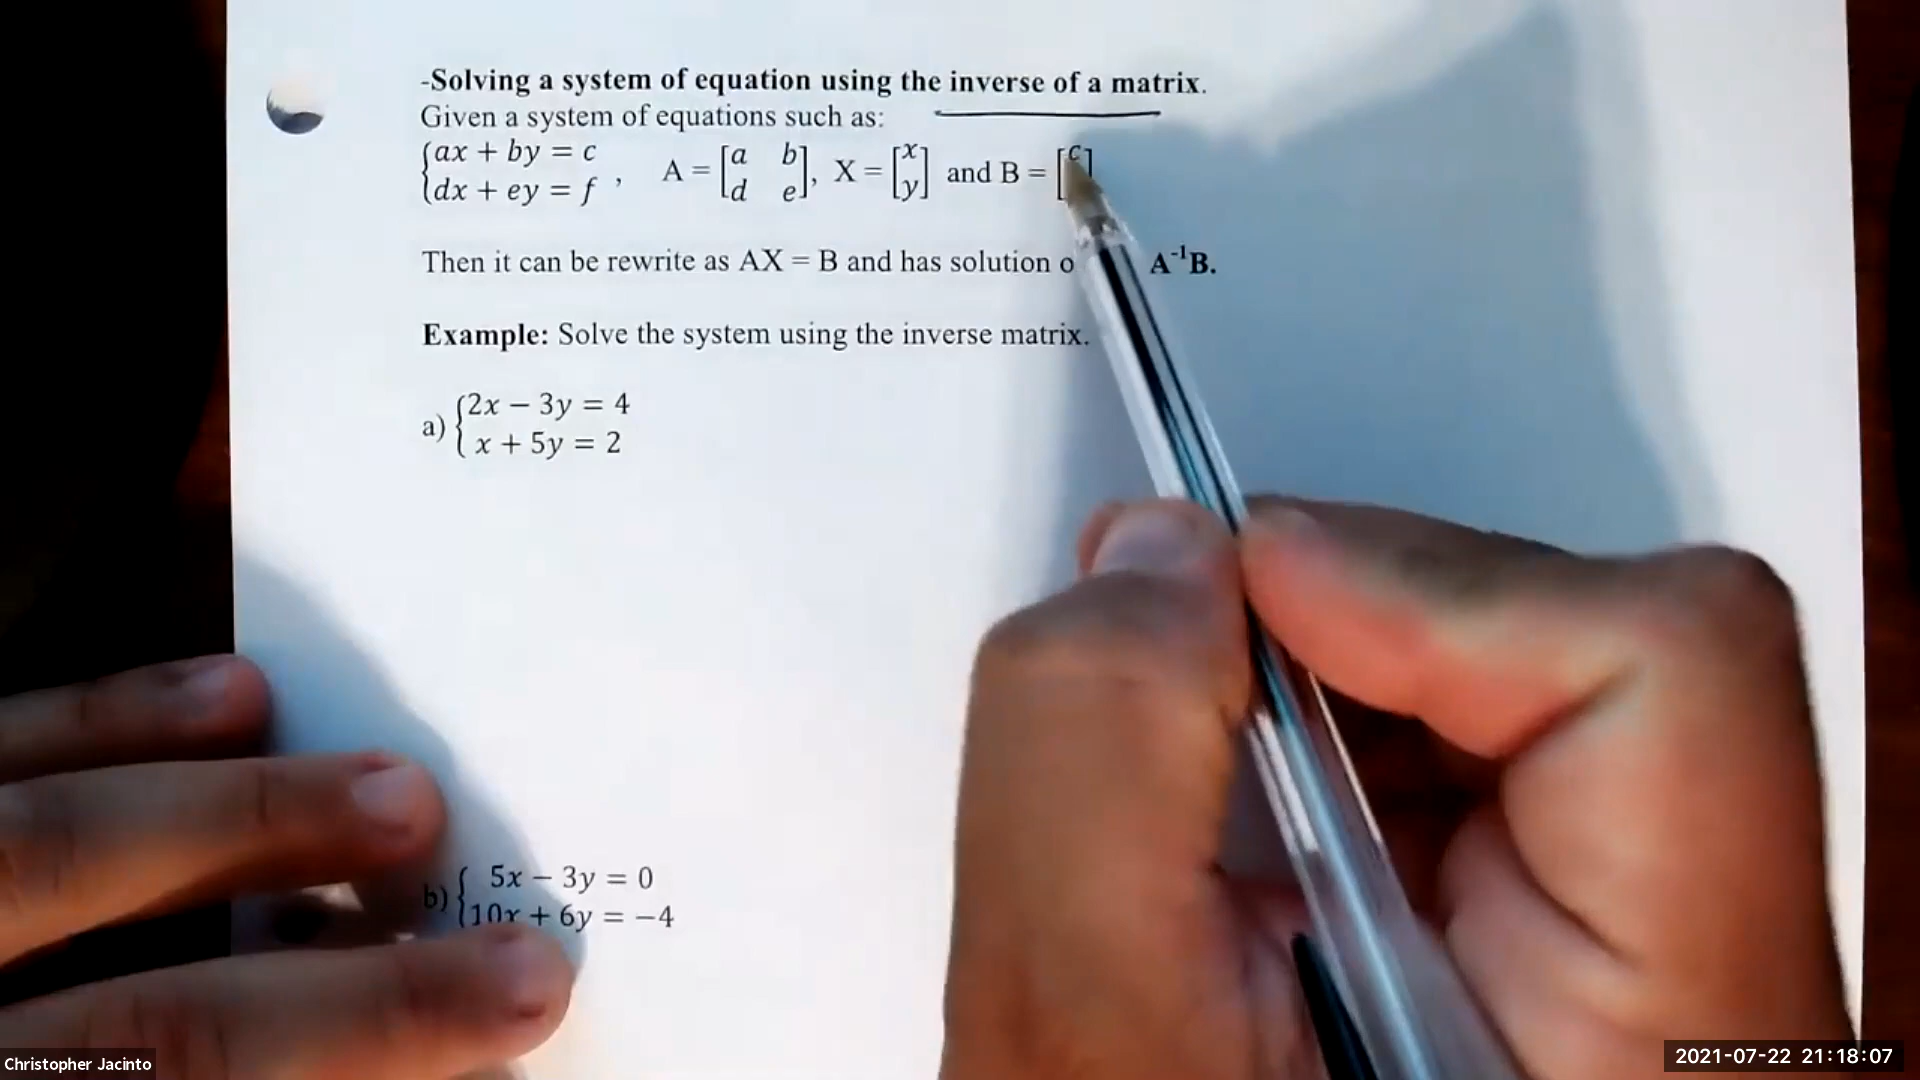 -Solving a system of equation using the inverse of a matrix.
Given a system of equations such as:
{ax + by = c
dx + ey = f , A = [a b
d e], X = [x
y] and B = [c
]
Then it can be rewrite as AX = B and has solution o A⁻¹B.
Example: Solve the system using the inverse matrix.
a) {2x − 3y = 4
x + 5y = 2
b) {5x − 3y = 0
10x + 6y = −4
Christopher Jacinto
2021-07-22 21:18:07